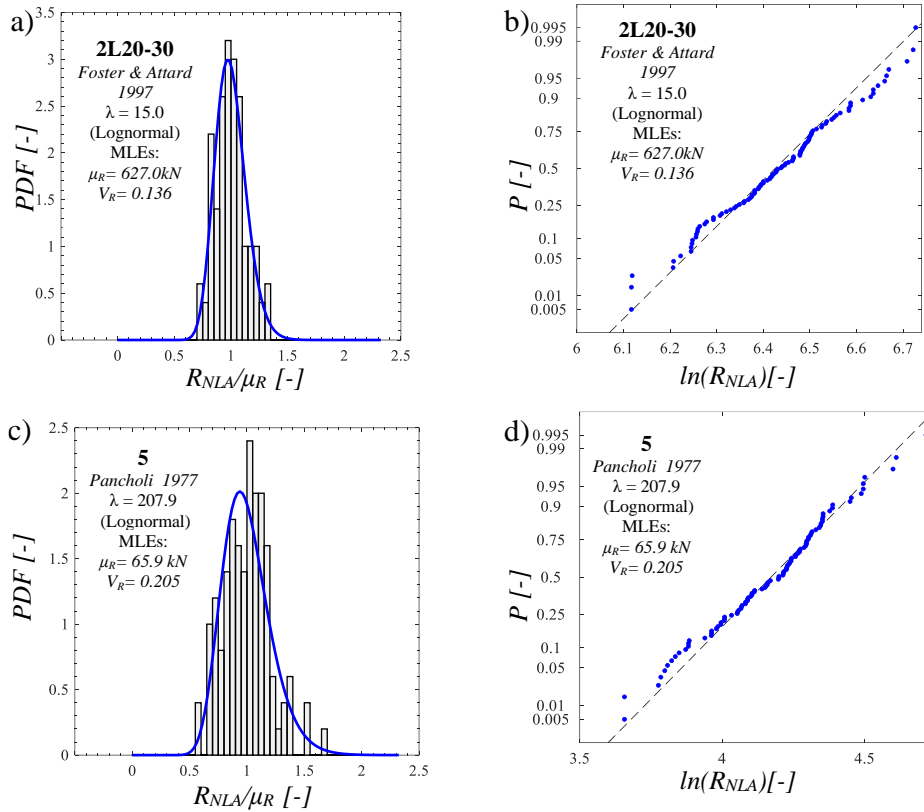 a)
2L20-30
Foster & Attard
1997
λ = 15.0
(Lognormal)
MLEs:
μR= 627.0kN
VR= 0.136
PDF [-]
3.5
3
2.5
2
1.5
1
0.5
0
0 0.5 1 1.5 2 2.5
RNLA/μR [-]
b)
2L20-30
Foster & Attard
1997
λ = 15.0
(Lognormal)
MLEs:
μR= 627.0kN
VR= 0.136
P [-]
0.995
0.99
0.95
0.9
0.75
0.5
0.25
0.1
0.05
0.01
0.005
6 6.1 6.2 6.3 6.4 6.5 6.6 6.7
ln(RNLA)[-]
c)
5
Pancholi 1977
λ = 207.9
(Lognormal)
MLEs:
μR= 65.9 kN
VR= 0.205
PDF [-]
2.5
2
1.5
1
0.5
0
0 0.5 1 1.5 2 2.5
RNLA/μR [-]
d)
5
Pancholi 1977
λ = 207.9
(Lognormal)
MLEs:
μR= 65.9 kN
VR= 0.205
P [-]
0.995
0.99
0.95
0.9
0.75
0.5
0.25
0.1
0.05
0.01
0.005
3.5 4 4.5
ln(RNLA)[-]